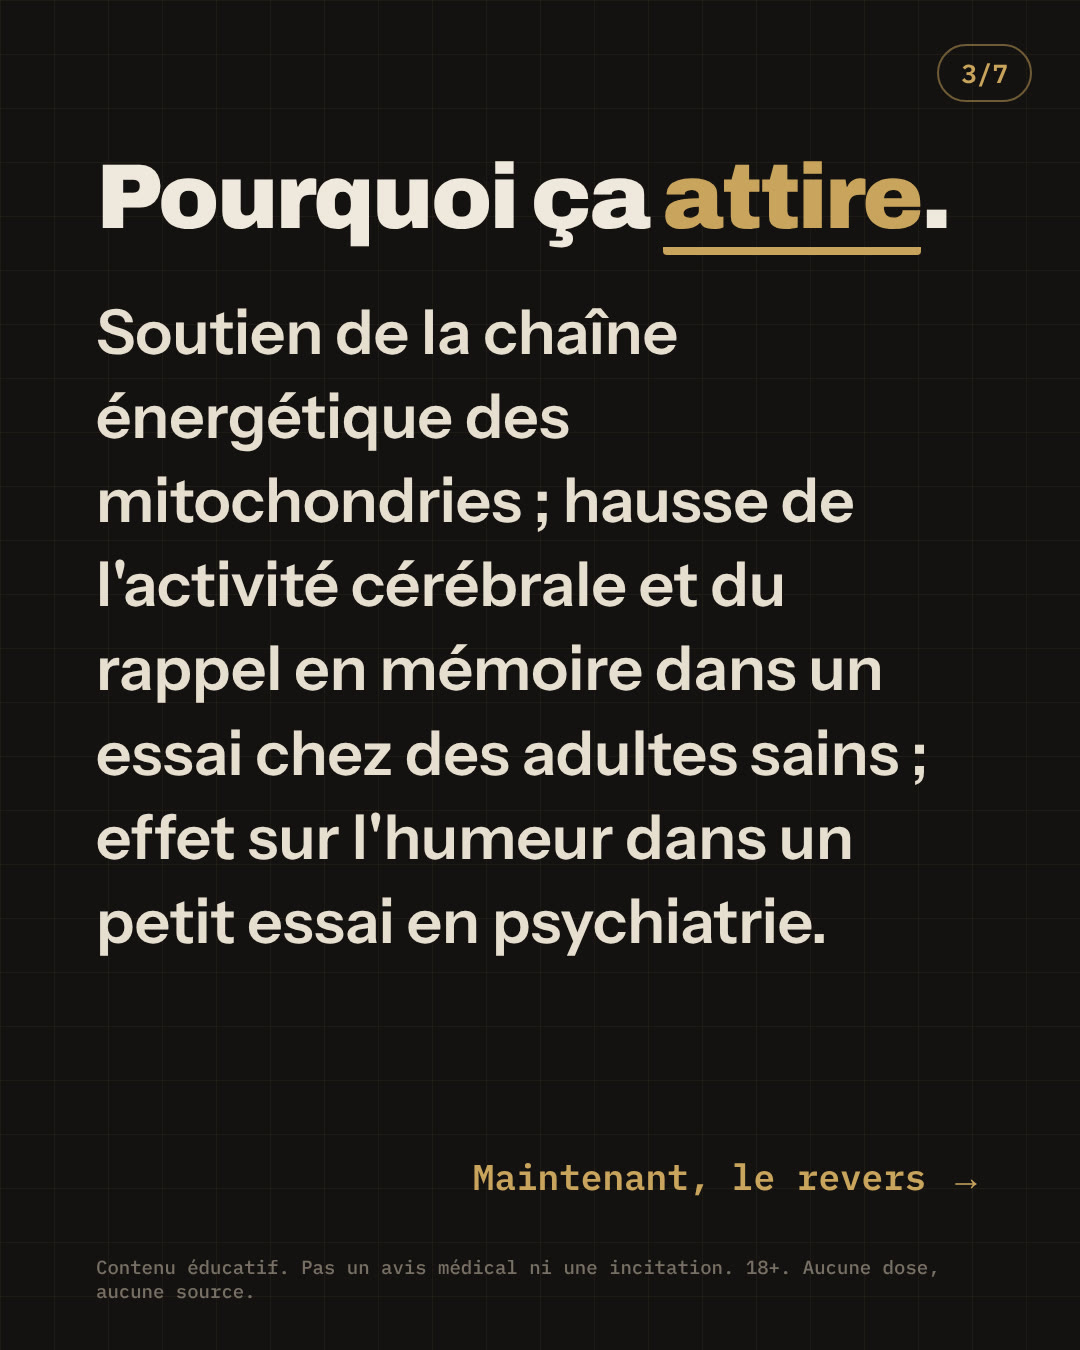 3/7
Pourquoi ça attire.
Soutien de la chaîne
énergétique des
mitochondries ; hausse de
l'activité cérébrale et du
rappel en mémoire dans un
essai chez des adultes sains ;
effet sur l'humeur dans un
petit essai en psychiatrie.
Maintenant, le revers →
Contenu éducatif. Pas un avis médical ni une incitation. 18+. Aucune dose,
aucune source.